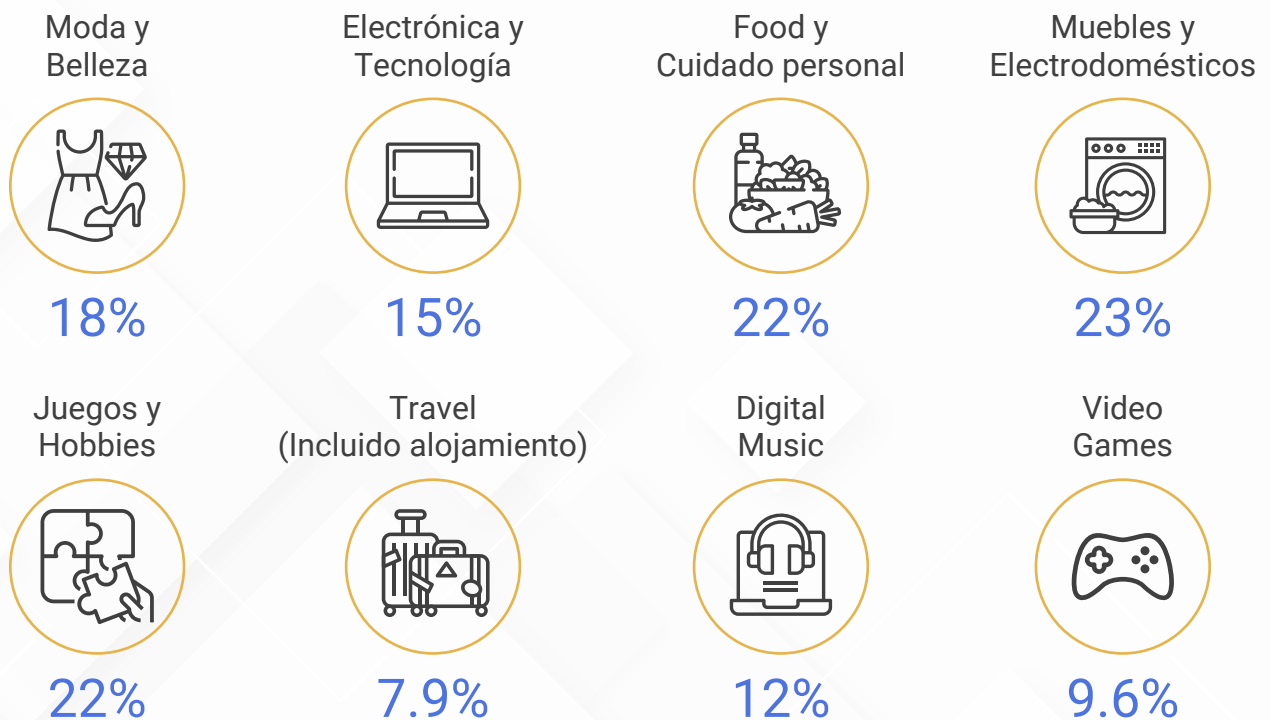 Moda y
Belleza
18%
Electrónica y
Tecnología
15%
Food y
Cuidado personal
22%
Muebles y
Electrodomésticos
23%
Juegos y
Hobbies
22%
Travel
(Incluido alojamiento)
7.9%
Digital
Music
12%
Video
Games
9.6%